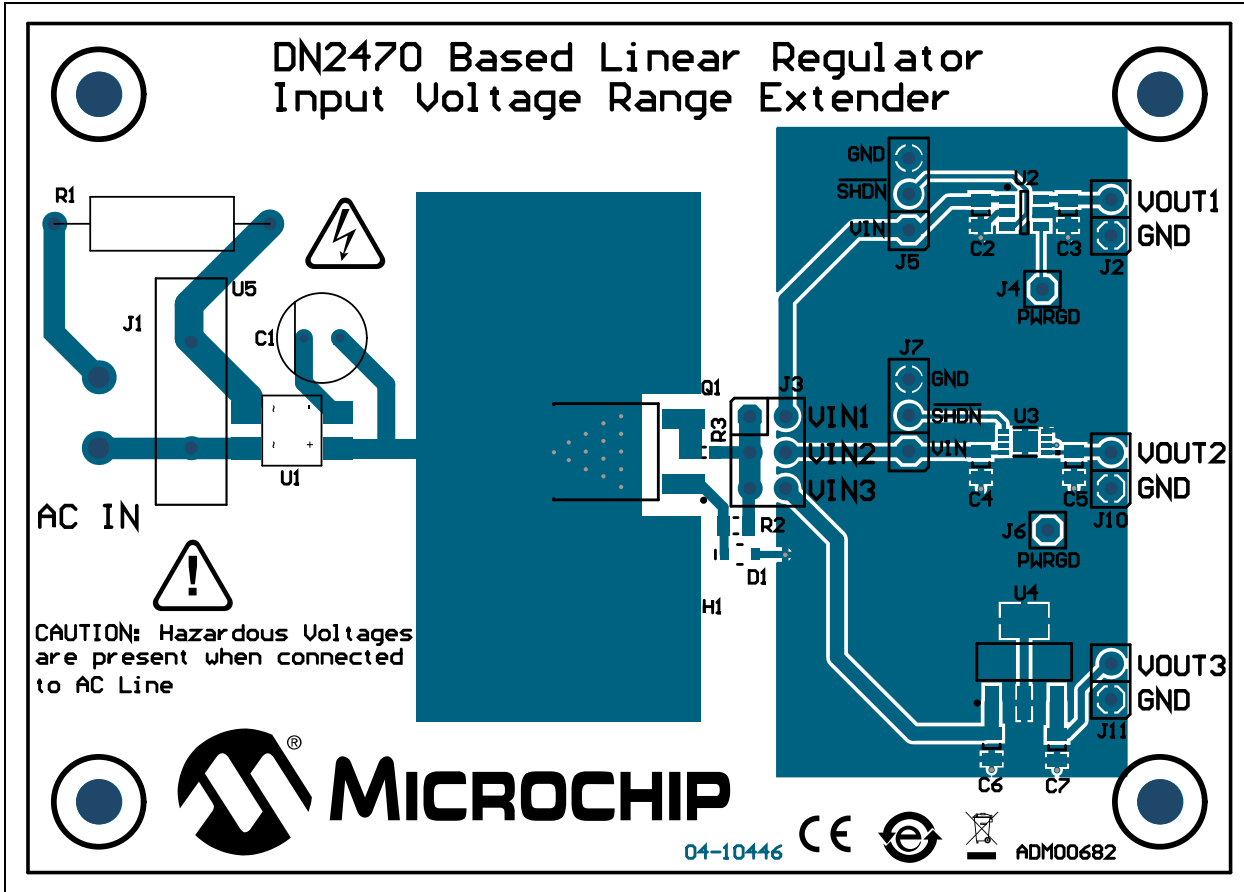 DN2470 Based Linear Regulator
Input Voltage Range Extender
GND
SHDN
VIN
J5
U2
C2
C3
VOUT1
GND
J2
J4
PWRGD
R1
U5
J1
C1
~
~
-
+
U1
AC IN
Q1
R3
J3
VIN1
VIN2
VIN3
R2
D1
H1
J7
GND
SHDN
VIN
U3
C4
C5
VOUT2
GND
J10
J6
PWRGD
U4
VOUT3
GND
J11
C6
C7
!
CAUTION: Hazardous Voltages
are present when connected
to AC Line
MICROCHIP
®
04-10446
CE
e
ADM00682